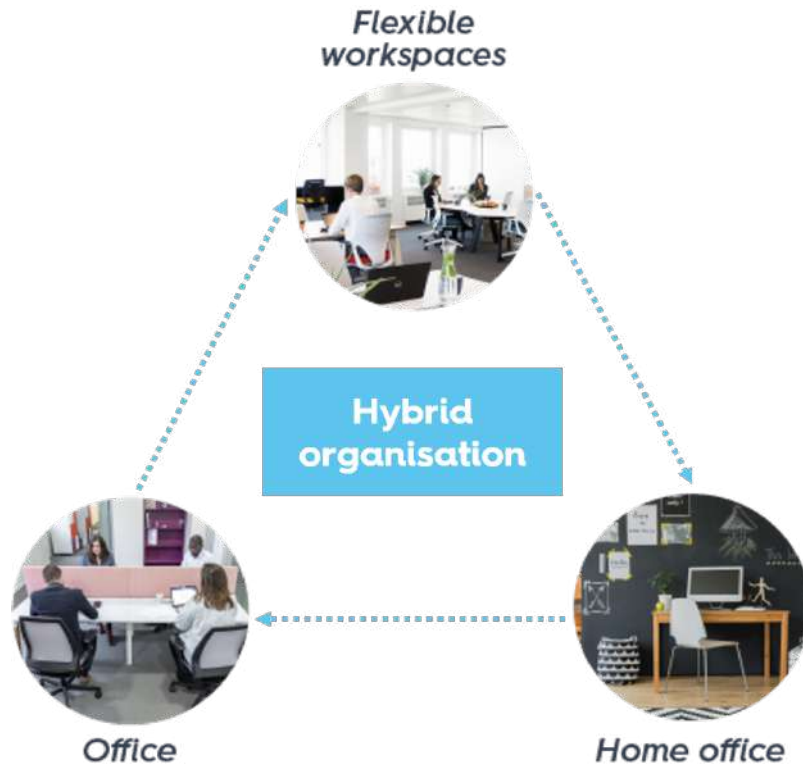 Flexible
workspaces
Hybrid
organisation
Office
Home office